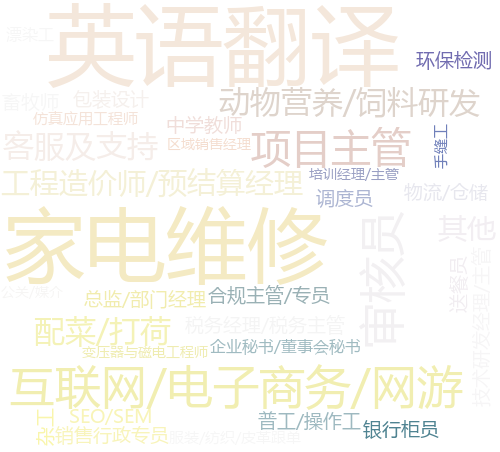 英语翻译
漂染工
环保检测
畜牧师
包装设计
动物营养/饲料研发
仿真应用工程师
中学教师
手缝工
客服及支持
区域销售经理
项目主管
工程造价师/预结算经理
培训经理/主管
调度员
物流/仓储
家电维修
审核员
其他
送餐员
技术研发经理/主管
公关/媒介
总监/部门经理
合规主管/专员
配菜/打荷
税务经理/税务主管
变压器与磁电工程师
企业秘书/董事会秘书
互联网/电子商务/网游
水工
SEO/SEM
普工/操作工
银行柜员
销售行政专员
服装/纺织/皮革跟单